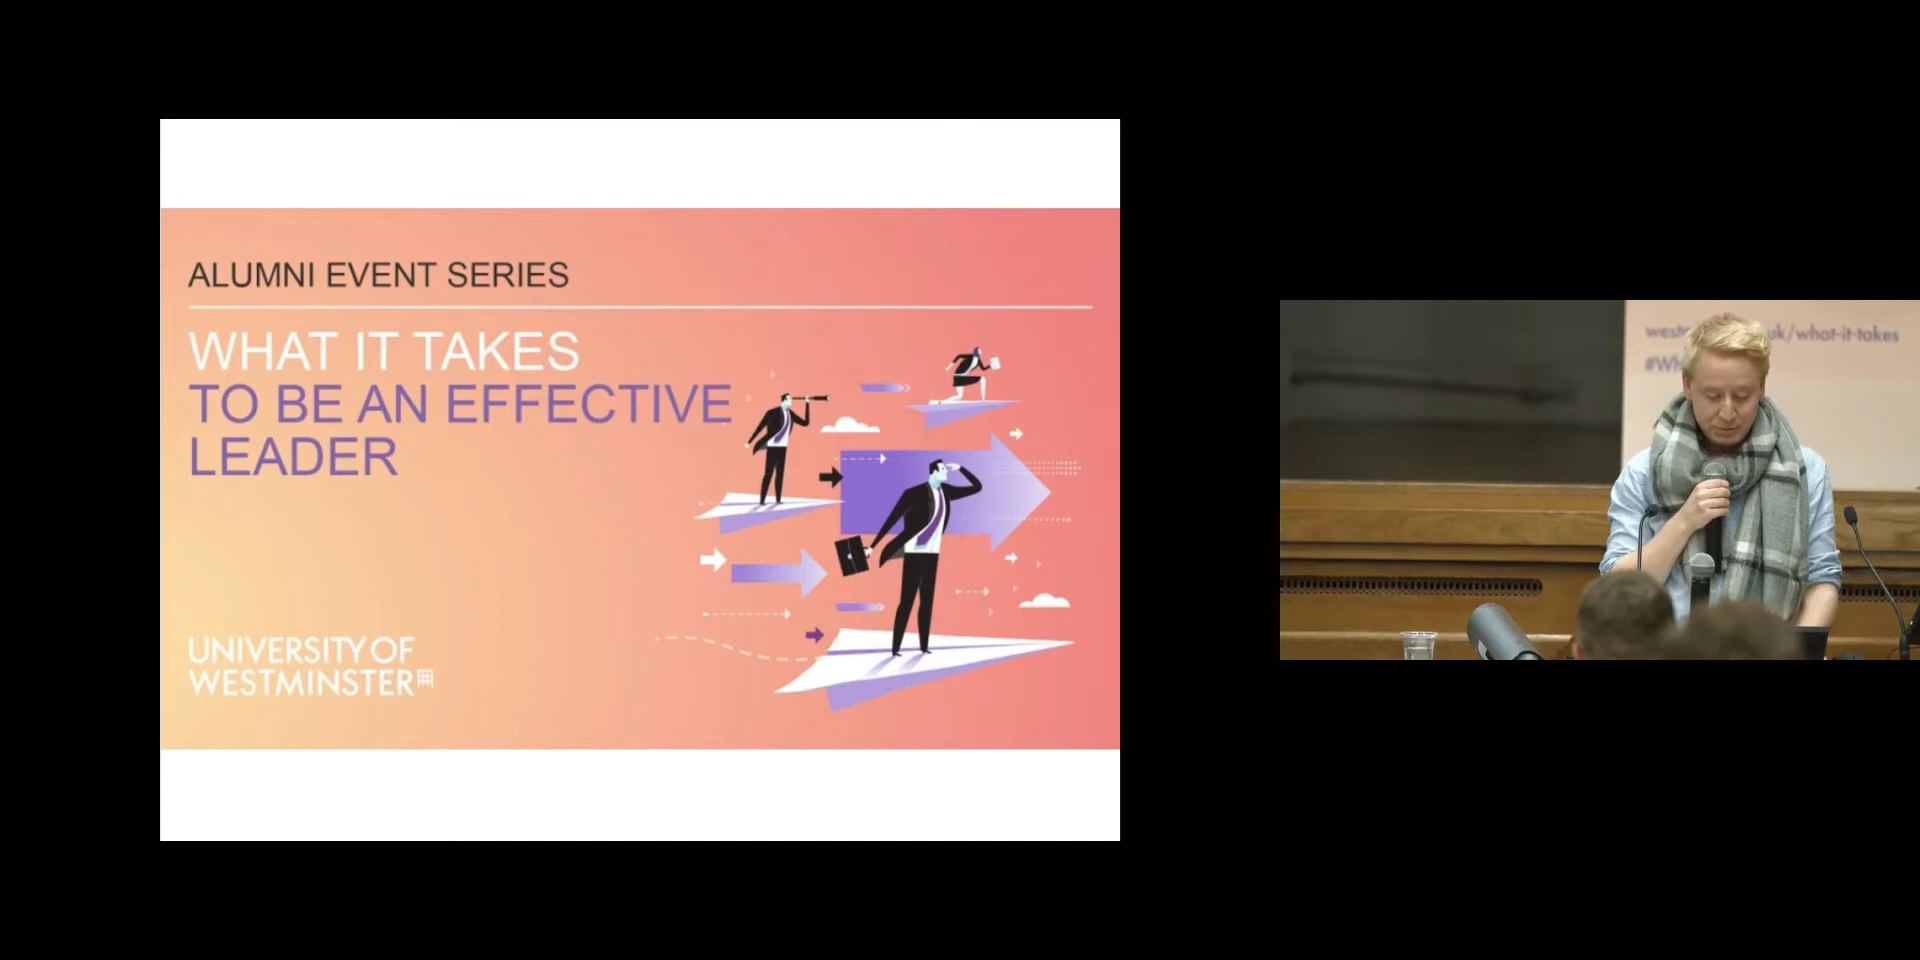 ALUMNI EVENT SERIES
WHAT IT TAKES
TO BE AN EFFECTIVE
LEADER
UNIVERSITY OF
WESTMINSTER
uk/what-it-takes